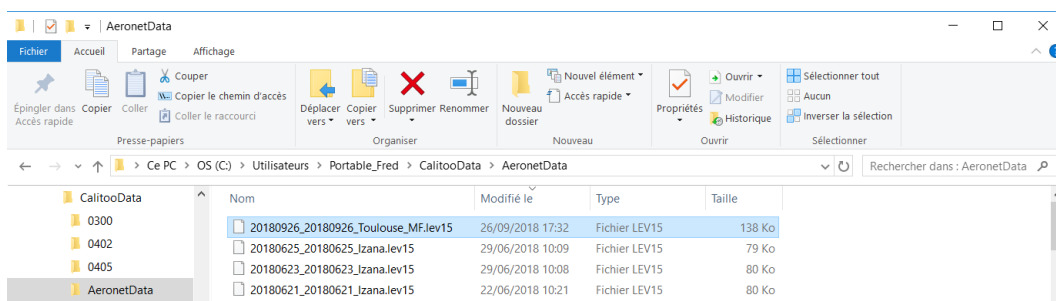 AeronetData
Fichier Accueil Partage Affichage
Épingler dans Accès rapide
Copier
Coller
Couper
Copier le chemin d'accès
Coller le raccourci
Presse-papiers
Déplacer vers
Copier vers
Supprimer
Renommer
Organiser
Nouveau dossier
Nouvel élément
Accès rapide
Nouveau
Propriétés
Ouvrir
Modifier
Historique
Ouvrir
Sélectionner tout
Aucun
Inverser la sélection
Sélectionner
Ce PC > OS (C:) > Utilisateurs > Portable_Fred > CalitooData > AeronetData
Rechercher dans : AeronetData
CalitooData
0300
0402
0405
AeronetData
Nom Modifié le Type Taille
20180926_20180926_Toulouse_MF.lev15 26/09/2018 17:32 Fichier LEV15 138 Ko
20180625_20180625_Izana.lev15 29/06/2018 10:09 Fichier LEV15 79 Ko
20180623_20180623_Izana.lev15 29/06/2018 10:08 Fichier LEV15 80 Ko
20180621_20180621_Izana.lev15 22/06/2018 10:21 Fichier LEV15 80 Ko